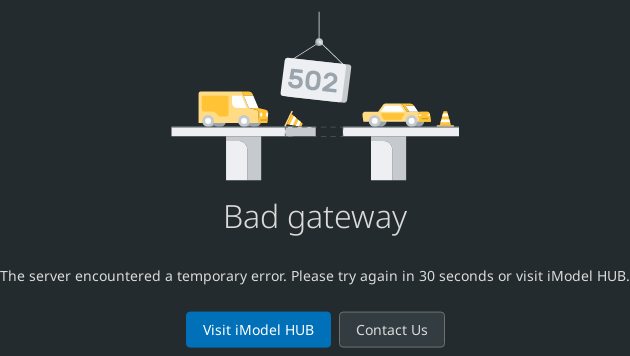 502
Bad gateway
The server encountered a temporary error. Please try again in 30 seconds or visit iModel HUB.
Visit iModel HUB
Contact Us